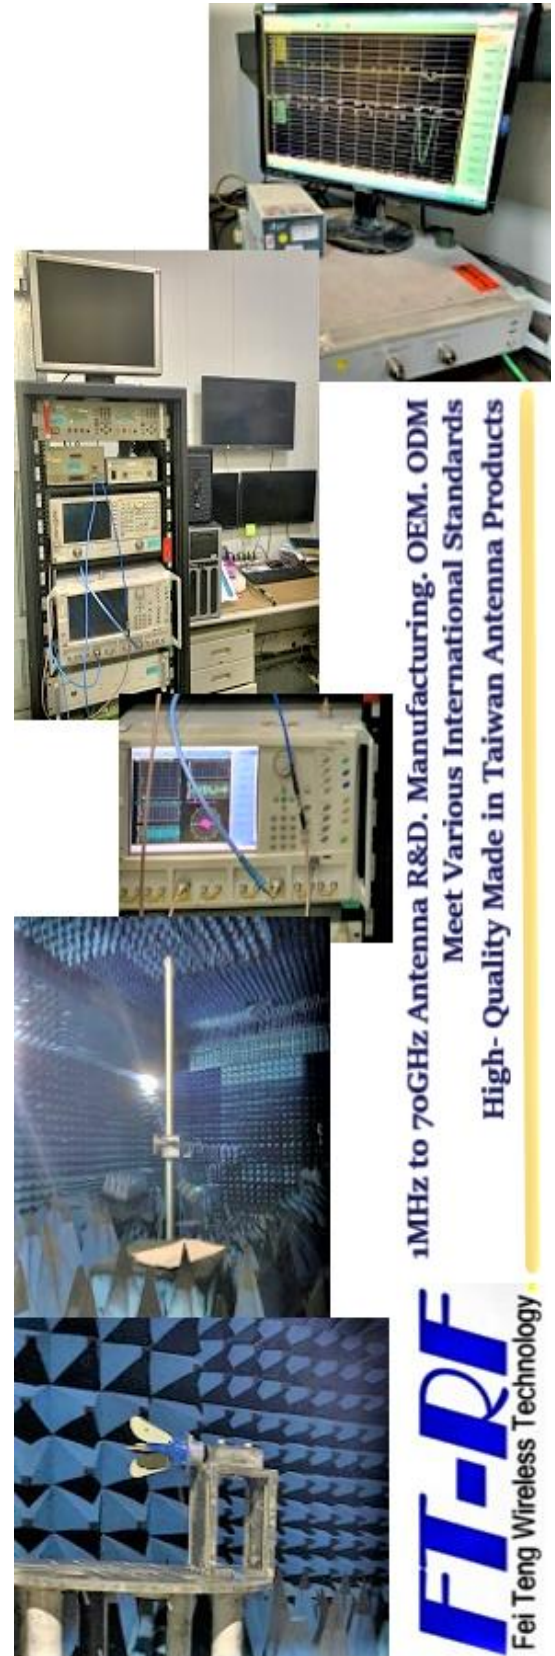 1MHz to 70GHz Antenna R&D. Manufacturing. OEM. ODM
Meet Various International Standards
High- Quality Made in Taiwan Antenna Products
FT-RF
Fei Teng Wireless Technology